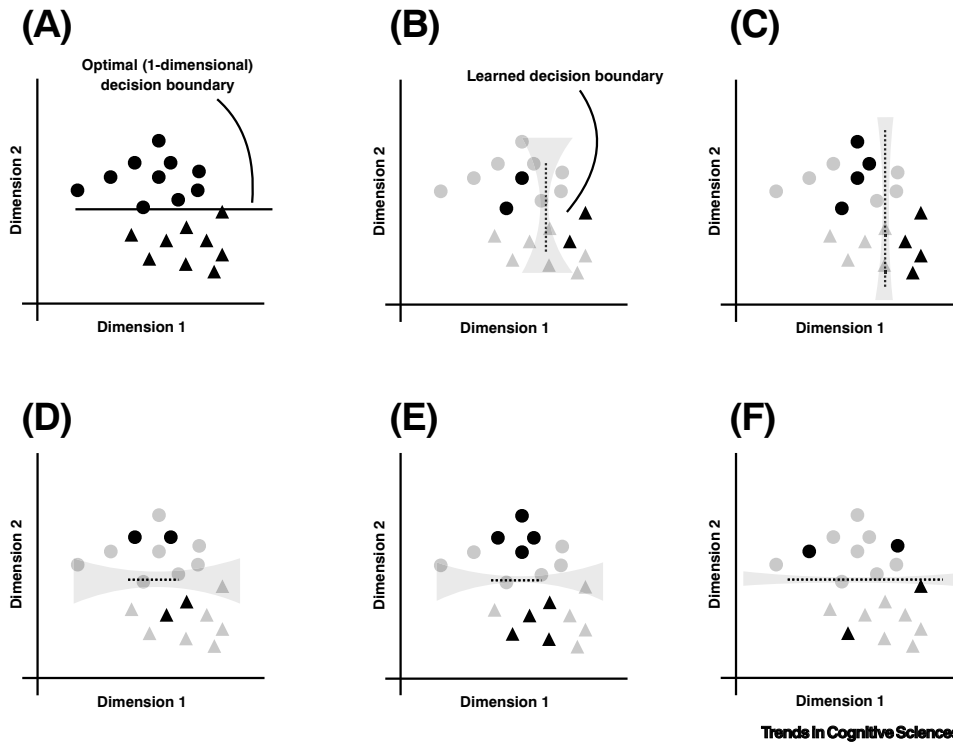 (A)
Optimal (1-dimensional)
decision boundary
Dimension 2
Dimension 1
(B)
Learned decision boundary
Dimension 2
Dimension 1
(C)
Dimension 2
Dimension 1
(D)
Dimension 2
Dimension 1
(E)
Dimension 2
Dimension 1
(F)
Dimension 2
Dimension 1
Trends in Cognitive Sciences